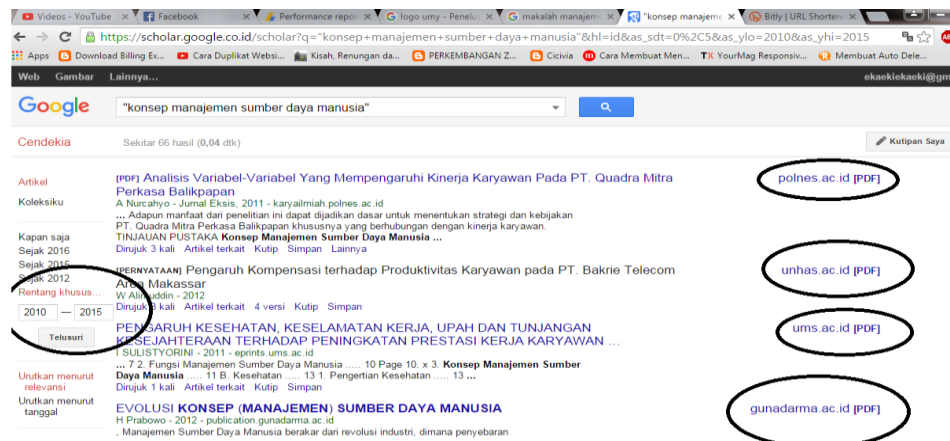 Videos - YouTube
Facebook
Performance repor
logo umy - Penelus
makalah manajeme
"konsep manajeme
Bitly | URL Shortene
https://scholar.google.co.id/scholar?q="konsep+manajemen+sumber+daya+manusia"&hl=id&as_sdt=0%2C5&as_ylo=2010&as_yhi=2015
Apps Download Billing Ex... Cara Duplikat Websi... Kisah, Renungan da... PERKEMBANGAN Z... Cicivia Cara Membuat Men... TX YourMag Responsiv... Membuat Auto Dele...
Web Gambar Lainnya... ekaekiekaeki@gm
Google "konsep manajemen sumber daya manusia"
Cendekia Sekitar 66 hasil (0,04 dtk) Kutipan Saya
Artikel
Koleksiku
Kapan saja
Sejak 2016
Sejak 2015
Sejak 2012
Rentang khusus...
2010 — 2015
Telusuri
Urutkan menurut
relevansi
Urutkan menurut
tanggal
[PDF] Analisis Variabel-Variabel Yang Mempengaruhi Kinerja Karyawan Pada PT. Quadra Mitra
Perkasa Balikpapan
A Nurcahyo - Jurnal Eksis, 2011 - karyailmiah.polnes.ac.id
... Adapun manfaat dari penelitian ini dapat dijadikan dasar untuk menentukan strategi dan kebijakan
PT. Quadra Mitra Perkasa Balikpapan khususnya yang berhubungan dengan kinerja karyawan.
TINJAUAN PUSTAKA Konsep Manajemen Sumber Daya Manusia ...
Dirujuk 3 kali Artikel terkait Kutip Simpan Lainnya
polnes.ac.id [PDF]
[PERNYATAAN] Pengaruh Kompensasi terhadap Produktivitas Karyawan pada PT. Bakrie Telecom
Area Makassar
W Alimuddin - 2012
Dirujuk kali Artikel terkait 4 versi Kutip Simpan
unhas.ac.id [PDF]
PENGARUH KESEHATAN, KESELAMATAN KERJA, UPAH DAN TUNJANGAN
KESEJAHTERAAN TERHADAP PENINGKATAN PRESTASI KERJA KARYAWAN ...
I SULISTYORINI - 2011 - eprints.ums.ac.id
... 7 2. Fungsi Manajemen Sumber Daya Manusia ..... 10 Page 10. x 3. Konsep Manajemen Sumber
Daya Manusia ..... 11 B. Kesehatan ..... 13 1. Pengertian Kesehatan ..... 13 ...
Dirujuk 1 kali Artikel terkait Kutip Simpan
ums.ac.id [PDF]
EVOLUSI KONSEP (MANAJEMEN) SUMBER DAYA MANUSIA
H Prabowo - 2012 - publication.gunadarma.ac.id
, Manajemen Sumber Daya Manusia berakar dari revolusi industri, dimana penyebaran
gunadarma.ac.id [PDF]